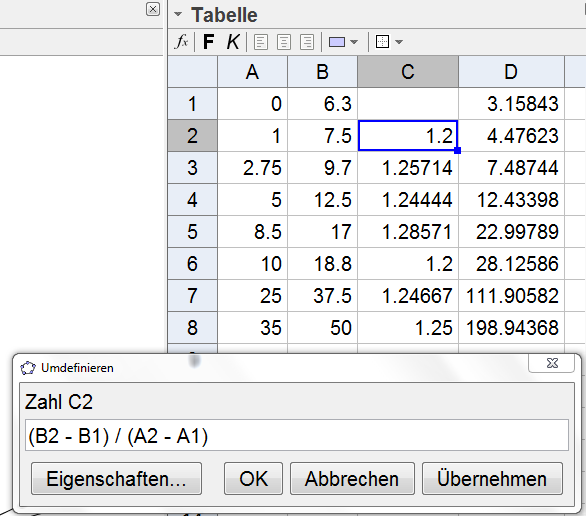 Tabelle
fx F K
A B C D
1 0 6.3 3.15843
2 1 7.5 1.2 4.47623
3 2.75 9.7 1.25714 7.48744
4 5 12.5 1.24444 12.43398
5 8.5 17 1.28571 22.99789
6 10 18.8 1.2 28.12586
7 25 37.5 1.24667 111.90582
8 35 50 1.25 198.94368
Umdefinieren
Zahl C2
(B2 - B1) / (A2 - A1)
Eigenschaften... OK Abbrechen Übernehmen